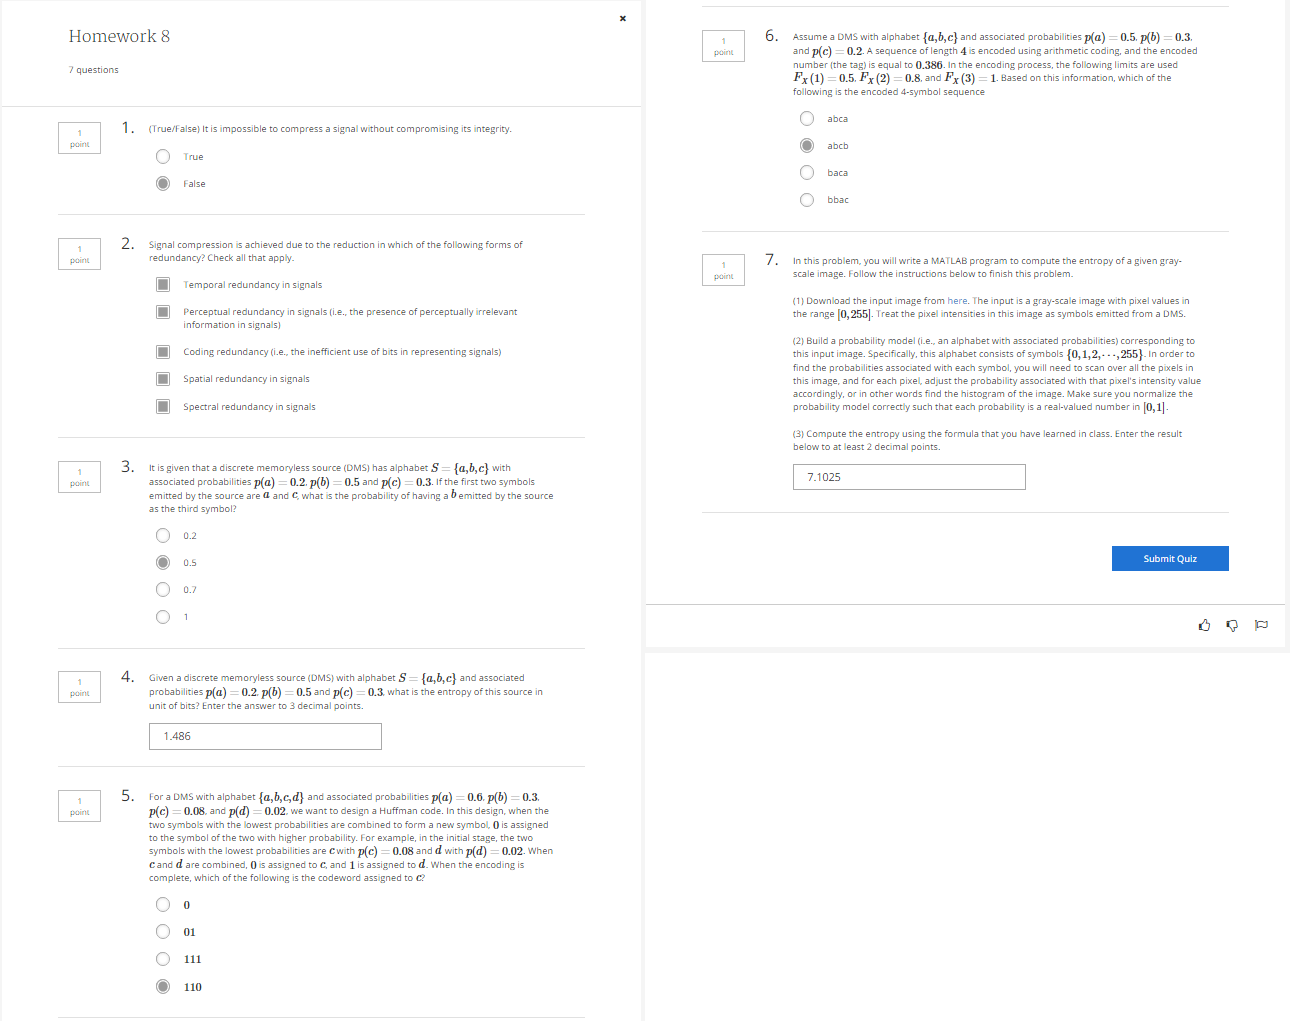 Homework 8
7 questions
1
point
1. (True/False) It is impossible to compress a signal without compromising its integrity.
True
False
1
point
2. Signal compression is achieved due to the reduction in which of the following forms of
redundancy? Check all that apply.
Temporal redundancy in signals
Perceptual redundancy in signals (i.e., the presence of perceptually irrelevant
information in signals)
Coding redundancy (i.e., the inefficient use of bits in representing signals)
Spatial redundancy in signals
Spectral redundancy in signals
1
point
3. It is given that a discrete memoryless source (DMS) has alphabet S = {a,b,c} with
associated probabilities p(a) = 0.2, p(b) = 0.5 and p(c) = 0.3. If the first two symbols
emitted by the source are a and c, what is the probability of having a b emitted by the source
as the third symbol?
0.2
0.5
0.7
1
1
point
4. Given a discrete memoryless source (DMS) with alphabet S = {a,b,c} and associated
probabilities p(a) = 0.2, p(b) = 0.5 and p(c) = 0.3, what is the entropy of this source in
unit of bits? Enter the answer to 3 decimal points.
1.486
1
point
5. For a DMS with alphabet {a,b,c,d} and associated probabilities p(a) = 0.6, p(b) = 0.3,
p(c) = 0.08, and p(d) = 0.02, we want to design a Huffman code. In this design, when the
two symbols with the lowest probabilities are combined to form a new symbol, 0 is assigned
to the symbol of the two with higher probability. For example, in the initial stage, the two
symbols with the lowest probabilities are c with p(c) = 0.08 and d with p(d) = 0.02. When
c and d are combined, 0 is assigned to c, and 1 is assigned to d. When the encoding is
complete, which of the following is the codeword assigned to c?
0
01
111
110
1
point
6. Assume a DMS with alphabet {a,b,c} and associated probabilities p(a) = 0.5, p(b) = 0.3,
and p(c) = 0.2. A sequence of length 4 is encoded using arithmetic coding, and the encoded
number (the tag) is equal to 0.386. In the encoding process, the following limits are used
F_X(1) = 0.5, F_X(2) = 0.8, and F_X(3) = 1. Based on this information, which of the
following is the encoded 4-symbol sequence
abca
abcb
baca
bbac
1
point
7. In this problem, you will write a MATLAB program to compute the entropy of a given gray-
scale image. Follow the instructions below to finish this problem.
(1) Download the input image from here. The input is a gray-scale image with pixel values in
the range [0,255]. Treat the pixel intensities in this image as symbols emitted from a DMS.
(2) Build a probability model (i.e., an alphabet with associated probabilities) corresponding to
this input image. Specifically, this alphabet consists of symbols {0,1,2,···,255}. In order to
find the probabilities associated with each symbol, you will need to scan over all the pixels in
this image, and for each pixel, adjust the probability associated with that pixel's intensity value
accordingly, or in other words find the histogram of the image. Make sure you normalize the
probability model correctly such that each probability is a real-valued number in [0,1].
(3) Compute the entropy using the formula that you have learned in class. Enter the result
below to at least 2 decimal points.
7.1025
Submit Quiz